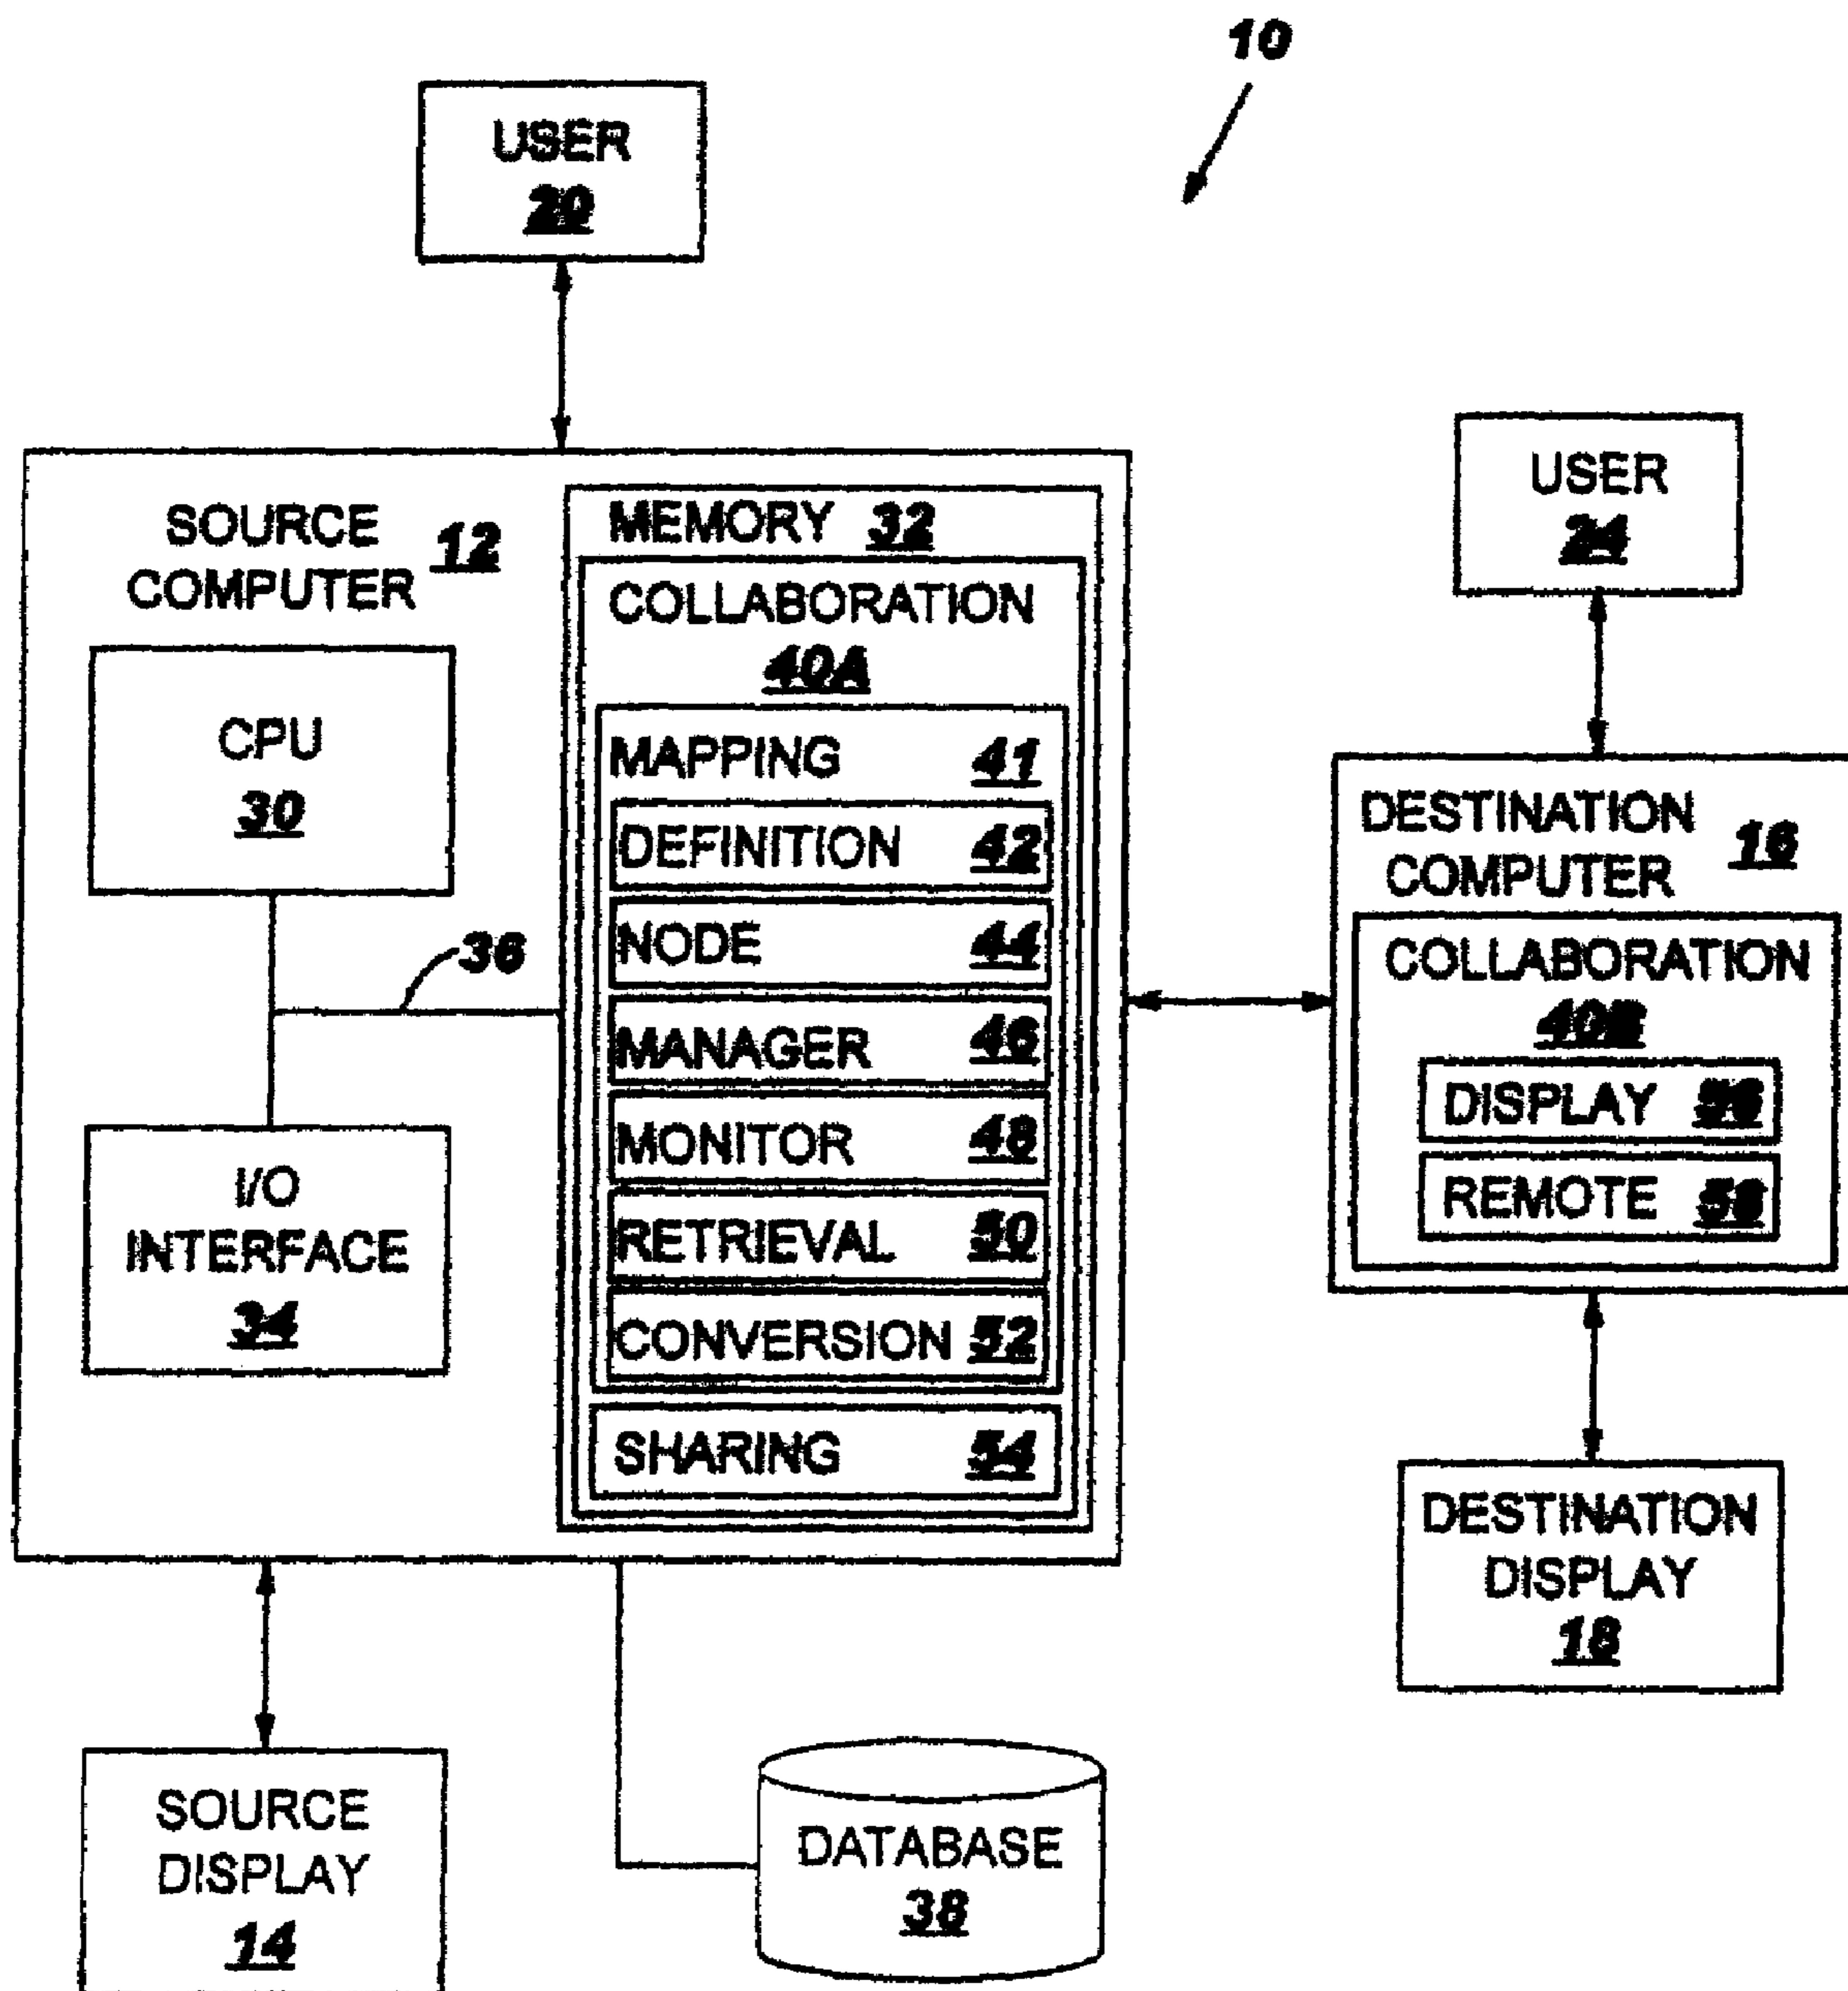 10
USER
20
SOURCE
COMPUTER 12
CPU
30
36
I/O
INTERFACE
34
MEMORY 32
COLLABORATION
40A
MAPPING 41
DEFINITION 42
NODE 44
MANAGER 46
MONITOR 48
RETRIEVAL 50
CONVERSION 52
SHARING 54
USER
24
DESTINATION
COMPUTER 16
COLLABORATION
40B
DISPLAY 56
REMOTE 58
DESTINATION
DISPLAY
18
SOURCE
DISPLAY
14
DATABASE
38